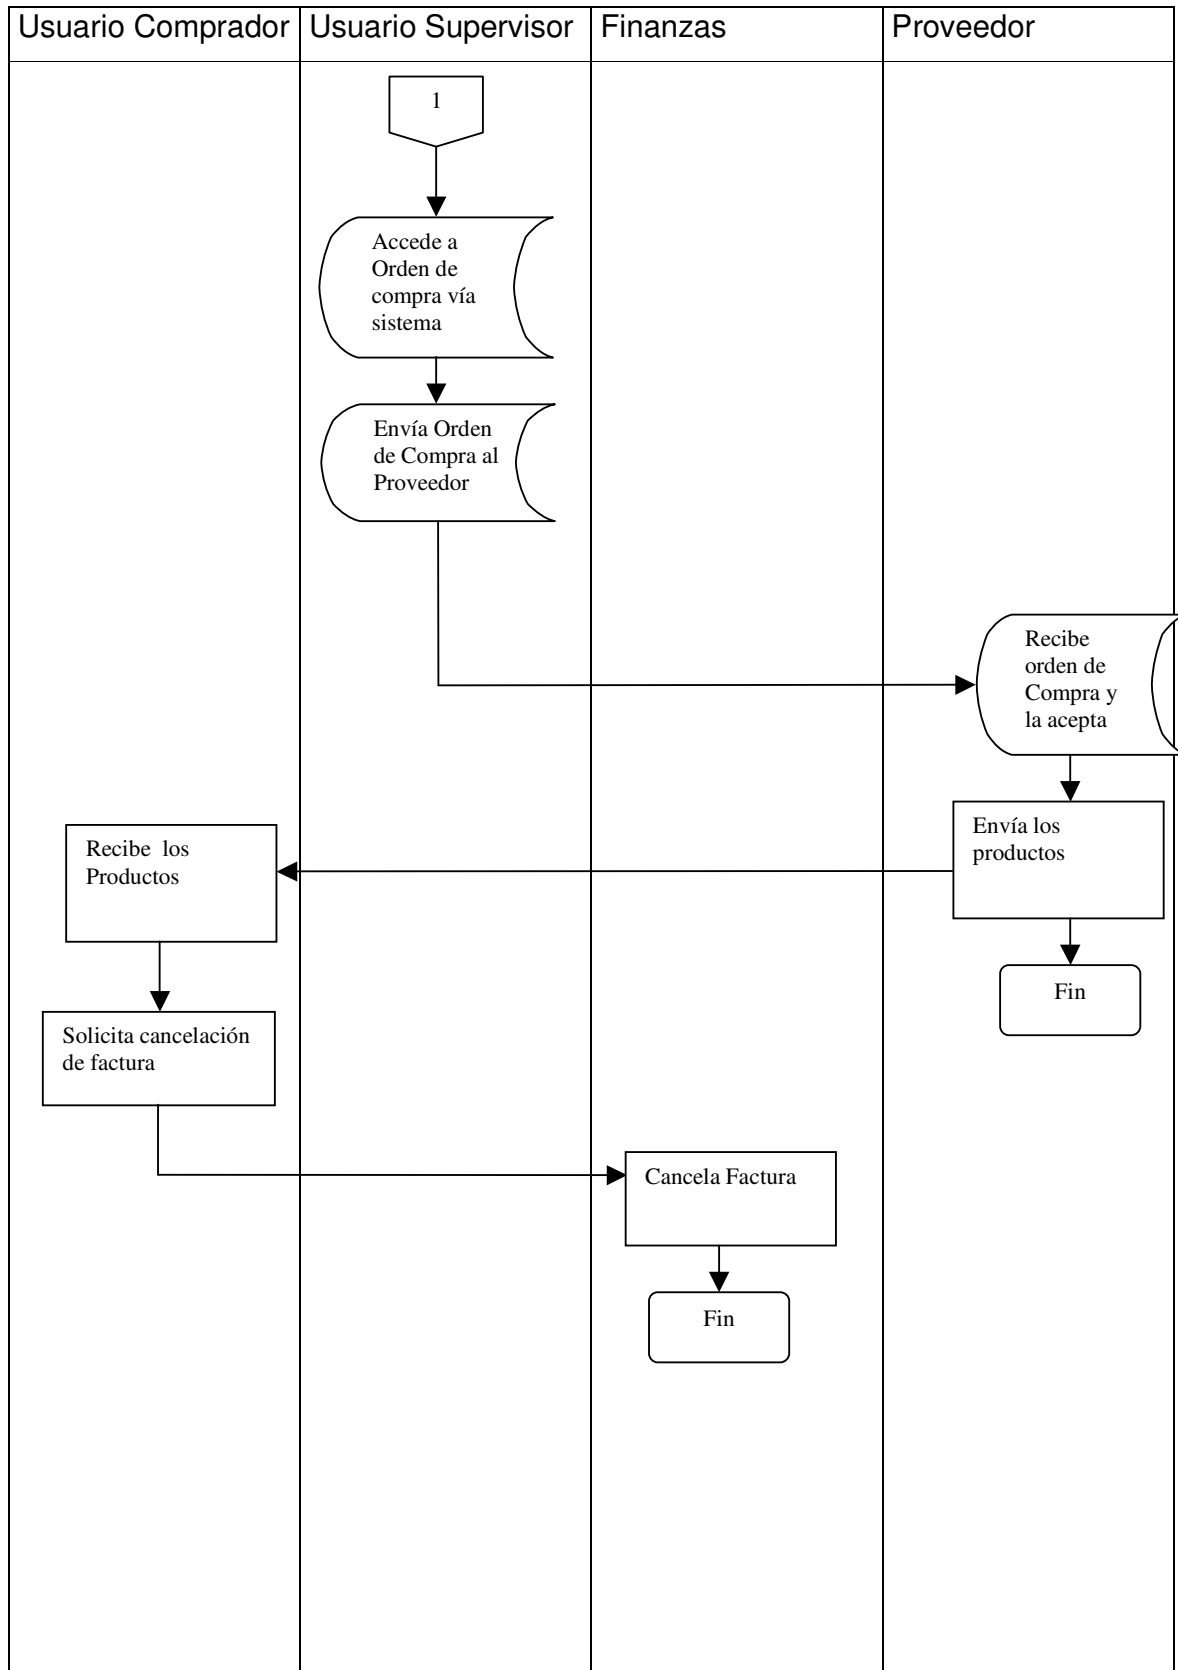 Usuario Comprador
Usuario Supervisor
Finanzas
Proveedor
1
Accede a
Orden de
compra vía
sistema
Envía Orden
de Compra al
Proveedor
Recibe
orden de
Compra y
la acepta
Envía los
productos
Recibe los
Productos
Fin
Solicita cancelación
de factura
Cancela Factura
Fin